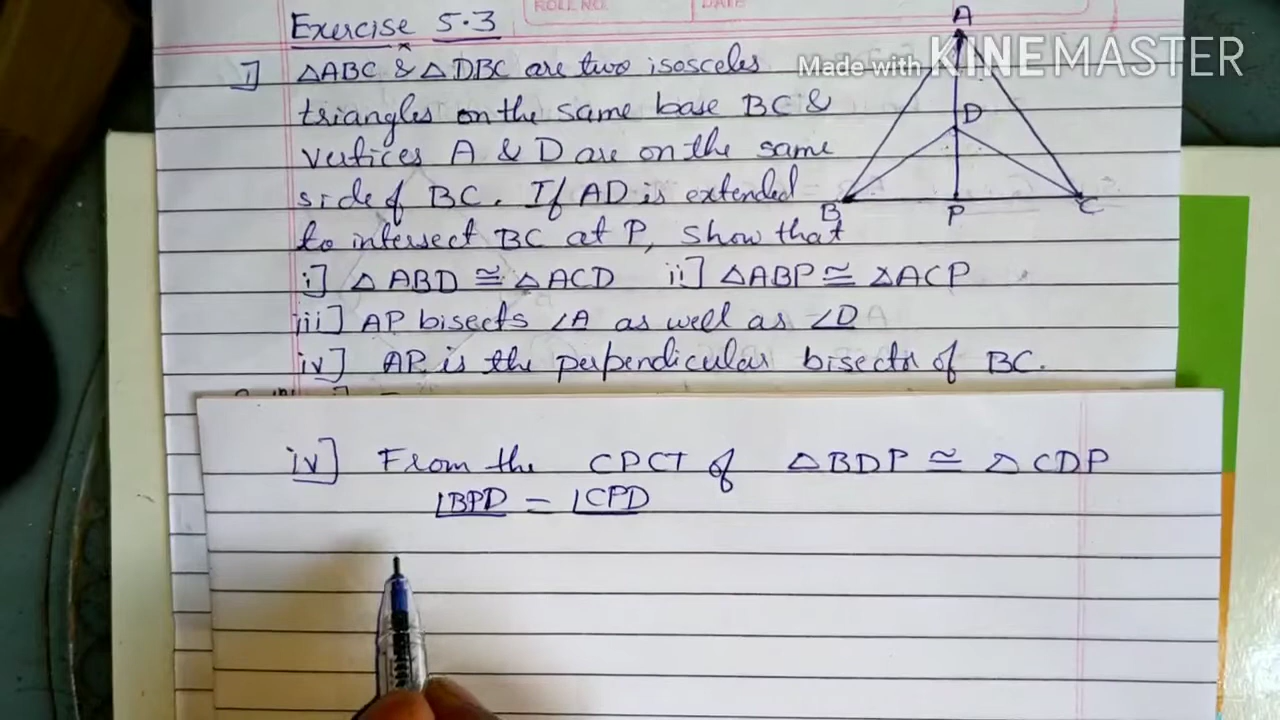 ROLL NO.
DATE
Exercise 5.3
Made with KINEMASTER
A
1] △ABC & △DBC are two isosceles
triangles on the same base BC &
vertices A & D are on the same
side of BC. If AD is extended
to intersect BC at P, show that
D
B
P
C
i] △ABD ≅ △ACD ii] △ABP ≅ △ACP
iii] AP bisects ∠A as well as ∠D
iv] AP is the perpendicular bisector of BC.
iv] From the CPCT of △BDP ≅ △CDP
∠BPD = ∠CPD